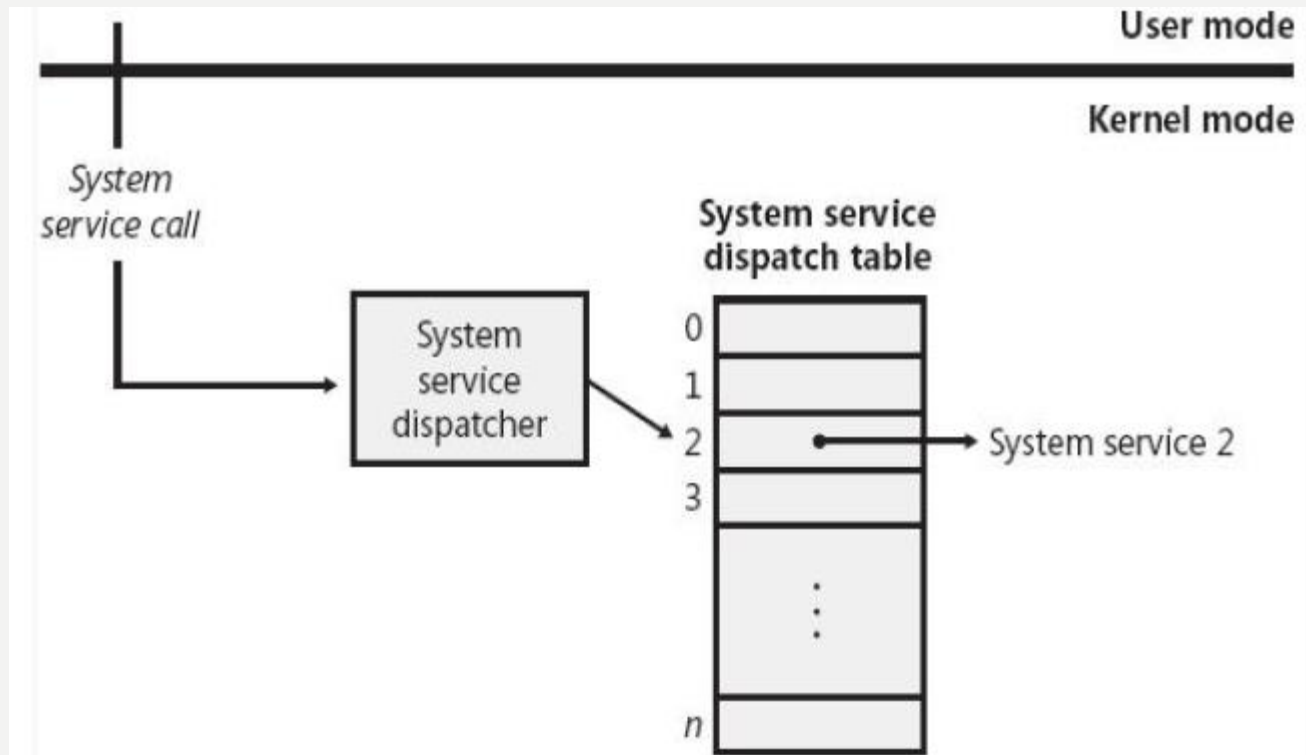 User mode
Kernel mode
System
service call
System service
dispatch table
System
service
dispatcher
0
1
2
3
n
System service 2